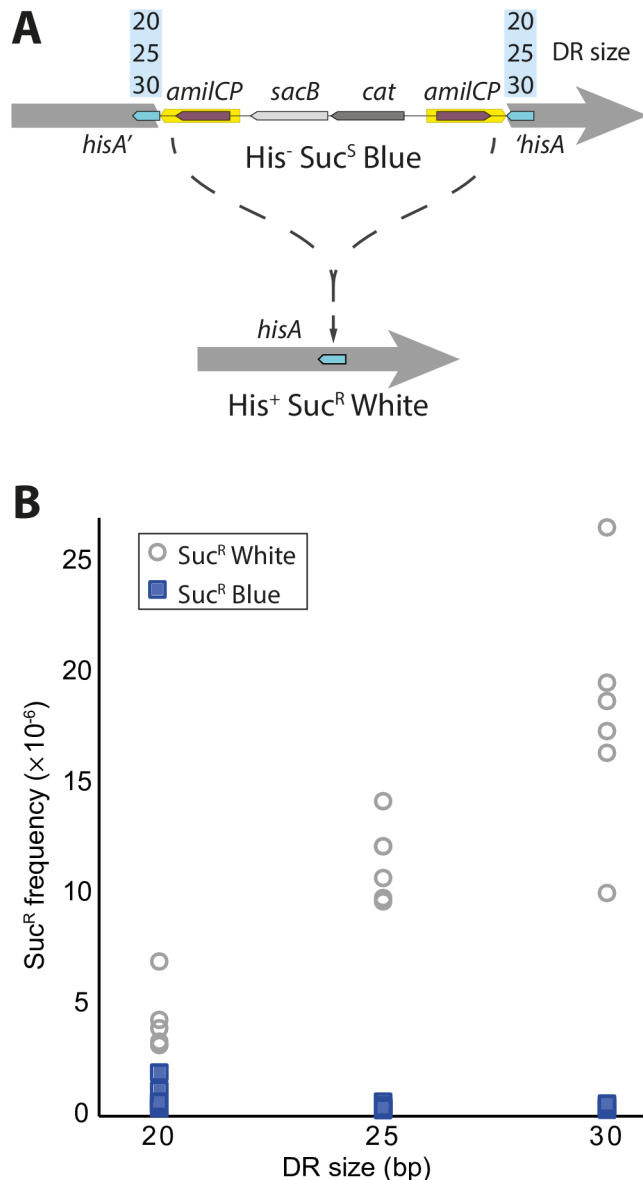 A
20 20
25 25 DR size
30 30
amilCP sacB cat amilCP
hisA' His⁻ Sucˢ Blue 'hisA
hisA
His⁺ Sucᴿ White
B
Sucᴿ White
Sucᴿ Blue
25
20
15
10
5
0
Sucᴿ frequency (×10⁻⁶)
20 25 30
DR size (bp)